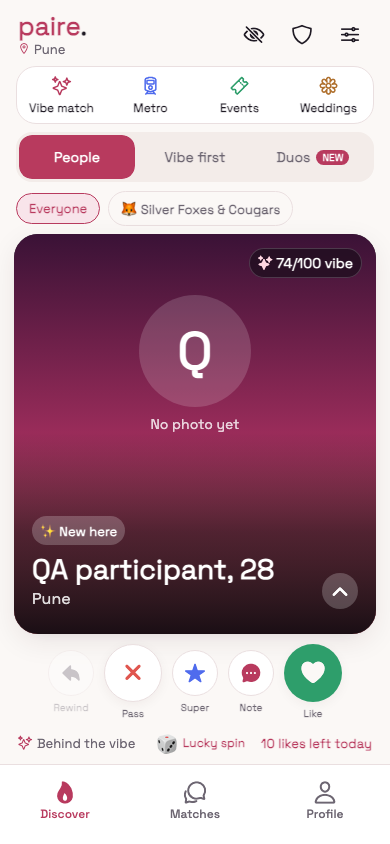 paire.
Pune
Vibe match
Metro
Events
Weddings
People
Vibe first
Duos NEW
Everyone
Silver Foxes & Cougars
74/100 vibe
Q
No photo yet
New here
QA participant, 28
Pune
Rewind
Pass
Super
Note
Like
Behind the vibe
Lucky spin
10 likes left today
Discover
Matches
Profile